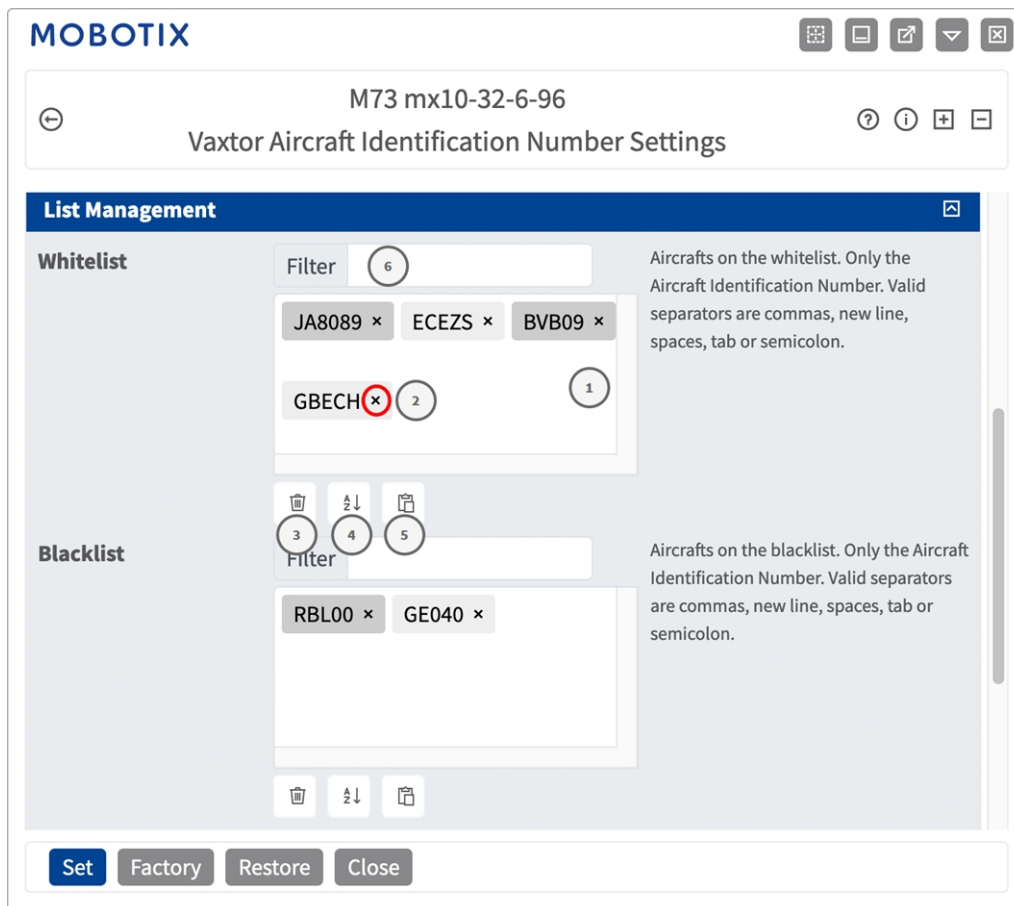 MOBOTIX
M73 mx10-32-6-96
Vaxtor Aircraft Identification Number Settings
List Management
Whitelist
Filter
6
Aircrafts on the whitelist. Only the
Aircraft Identification Number. Valid
separators are commas, new line,
spaces, tab or semicolon.
JA8089 × ECEZS × BVB09 ×
1
GBECH × 2
3 4 5
Blacklist
Filter
Aircrafts on the blacklist. Only the Aircraft
Identification Number. Valid separators
are commas, new line, spaces, tab or
semicolon.
RBL00 × GE040 ×
Set Factory Restore Close